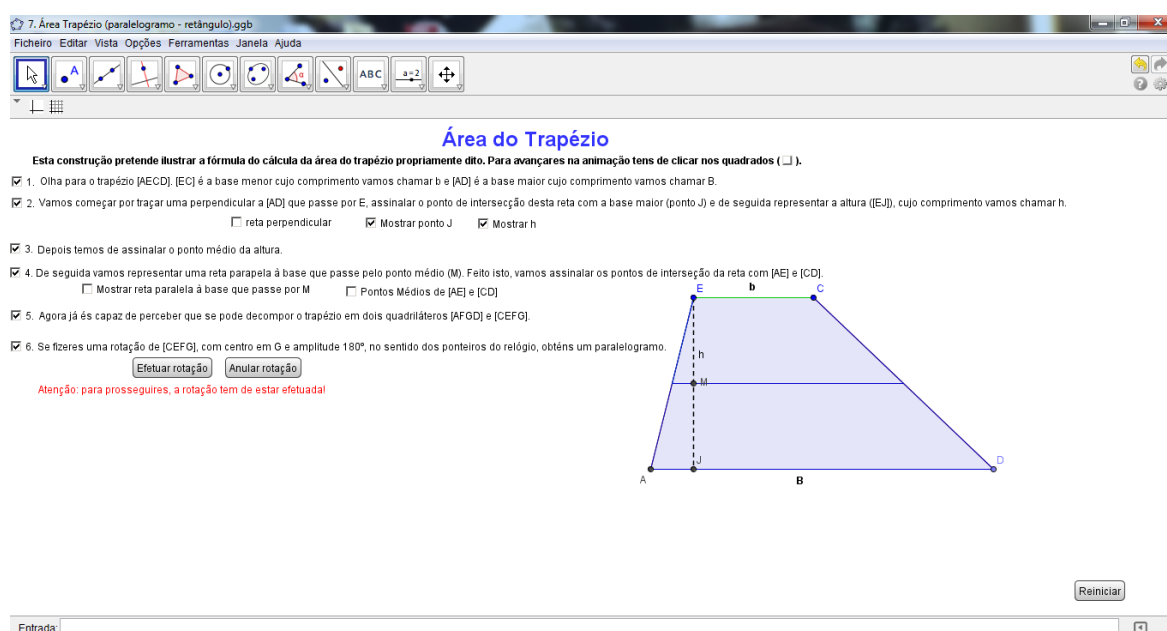 7. Área Trapézio (paralelogramo - retângulo).ggb
Ficheiro Editar Vista Opções Ferramentas Janela Ajuda
A ABC a=2
Área do Trapézio
Esta construção pretende ilustrar a fórmula do cálcula da área do trapézio propriamente dito. Para avançares na animação tens de clicar nos quadrados ( ).
1. Olha para o trapézio [AECD]. [EC] é a base menor cujo comprimento vamos chamar b e [AD] é a base maior cujo comprimento vamos chamar B.
2. Vamos começar por traçar uma perpendicular a [AD] que passe por E, assinalar o ponto de intersecção desta reta com a base maior (ponto J) e de seguida representar a altura ([EJ]), cujo comprimento vamos chamar h.
reta perpendicular Mostrar ponto J Mostrar h
3. Depois temos de assinalar o ponto médio da altura.
4. De seguida vamos representar uma reta parapela à base que passe pelo ponto médio (M). Feito isto, vamos assinalar os pontos de interseção da reta com [AE] e [CD].
Mostrar reta paralela á base que passe por M Pontos Médios de [AE] e [CD]
E b C
5. Agora já és capaz de perceber que se pode decompor o trapézio em dois quadriláteros [AFGD] e [CEFG].
6. Se fizeres uma rotação de [CEFG], com centro em G e amplitude 180º, no sentido dos ponteiros do relógio, obténs um paralelogramo.
h
Efetuar rotação Anular rotação
M
Atenção: para prosseguires, a rotação tem de estar efetuada!
J D
A B
Reiniciar
Entrada: